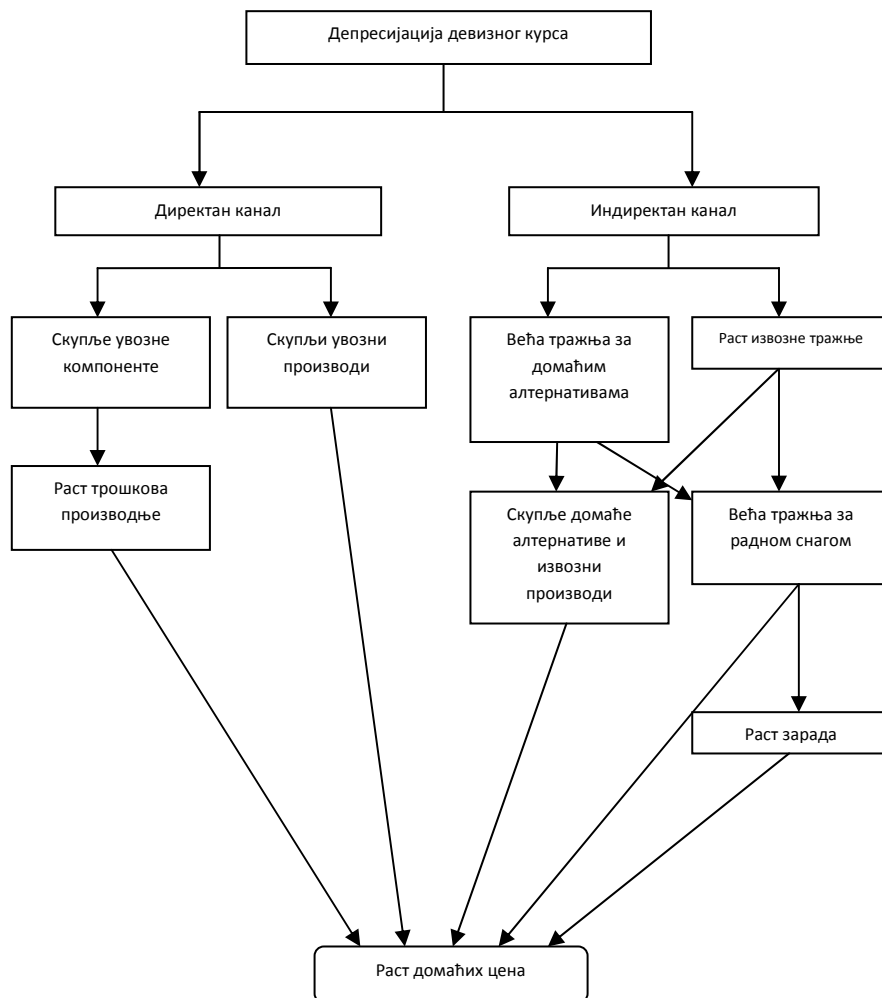 Депресијација девизног курса
Директан канал
Индиректан канал
Скупље увозне
компоненте
Скупљи увозни
производи
Већа тражња за
домаћим
алтернативама
Раст извозне тражње
Раст трошкова
производње
Скупље домаће
алтернативе и
извозни
производи
Већа тражња за
радном снагом
Раст зарада
Раст домаћих цена